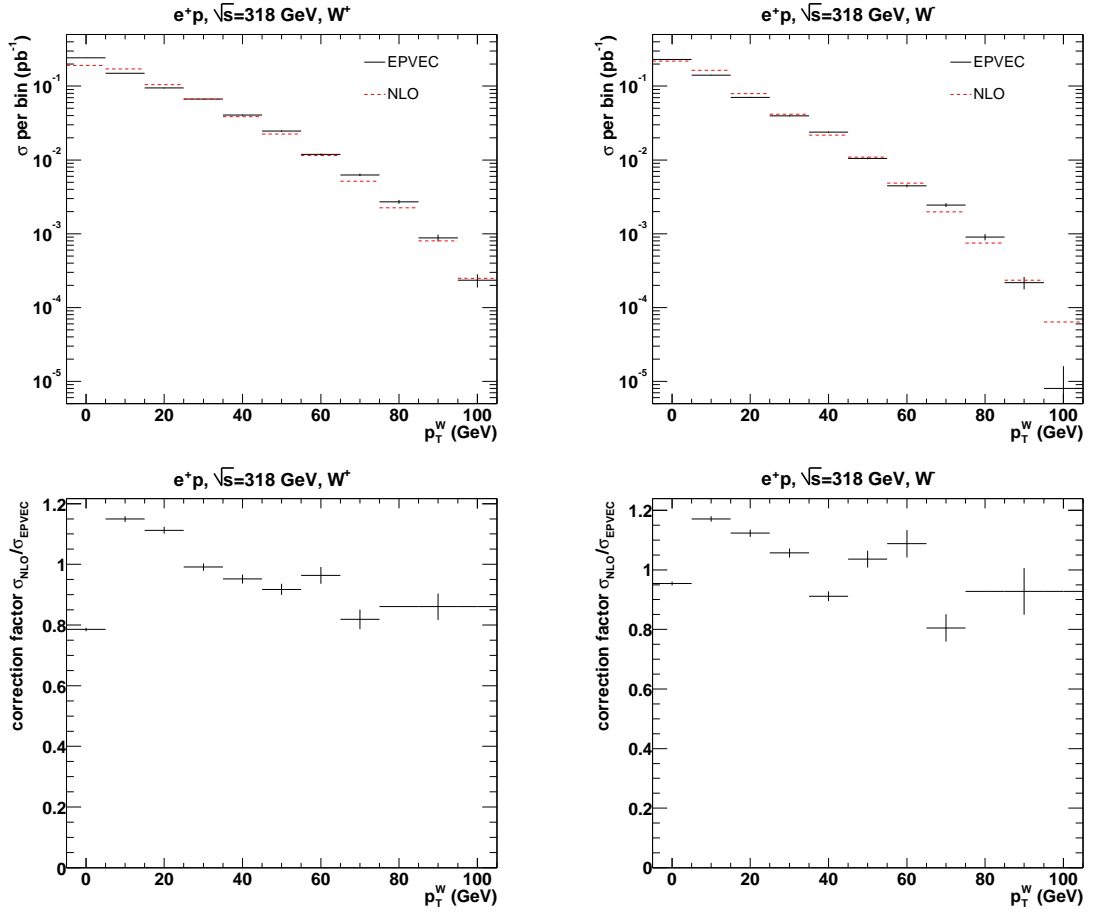 e⁺p, √s=318 GeV, W⁺
σ per bin (pb⁻¹)
10⁻¹
10⁻²
10⁻³
10⁻⁴
10⁻⁵
EPVEC
NLO
0 20 40 60 80 100
p_T^W (GeV)
e⁺p, √s=318 GeV, W⁻
σ per bin (pb⁻¹)
10⁻¹
10⁻²
10⁻³
10⁻⁴
10⁻⁵
EPVEC
NLO
0 20 40 60 80 100
p_T^W (GeV)
e⁺p, √s=318 GeV, W⁺
correction factor σ_NLO/σ_EPVEC
1.2
1
0.8
0.6
0.4
0.2
0
0 20 40 60 80 100
p_T^W (GeV)
e⁺p, √s=318 GeV, W⁻
correction factor σ_NLO/σ_EPVEC
1.2
1
0.8
0.6
0.4
0.2
0
0 20 40 60 80 100
p_T^W (GeV)